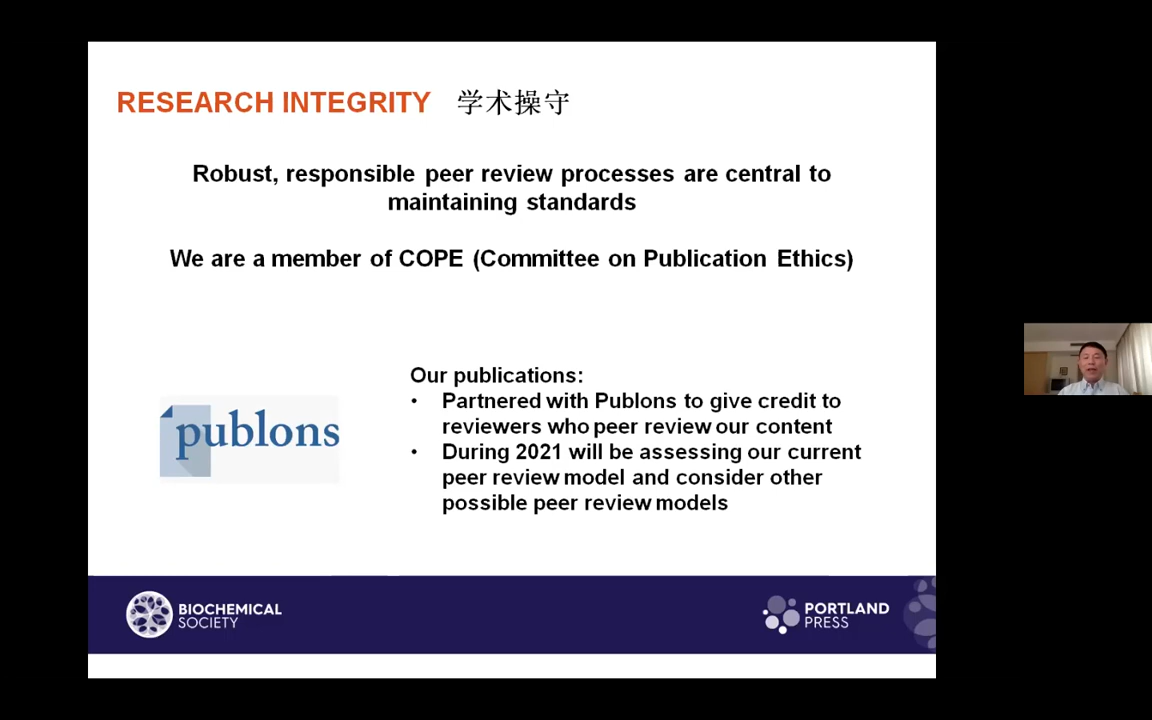 RESEARCH INTEGRITY 学术操守
Robust, responsible peer review processes are central to
maintaining standards
We are a member of COPE (Committee on Publication Ethics)
publons
Our publications:
• Partnered with Publons to give credit to
reviewers who peer review our content
• During 2021 will be assessing our current
peer review model and consider other
possible peer review models
BIOCHEMICAL
SOCIETY
PORTLAND
PRESS